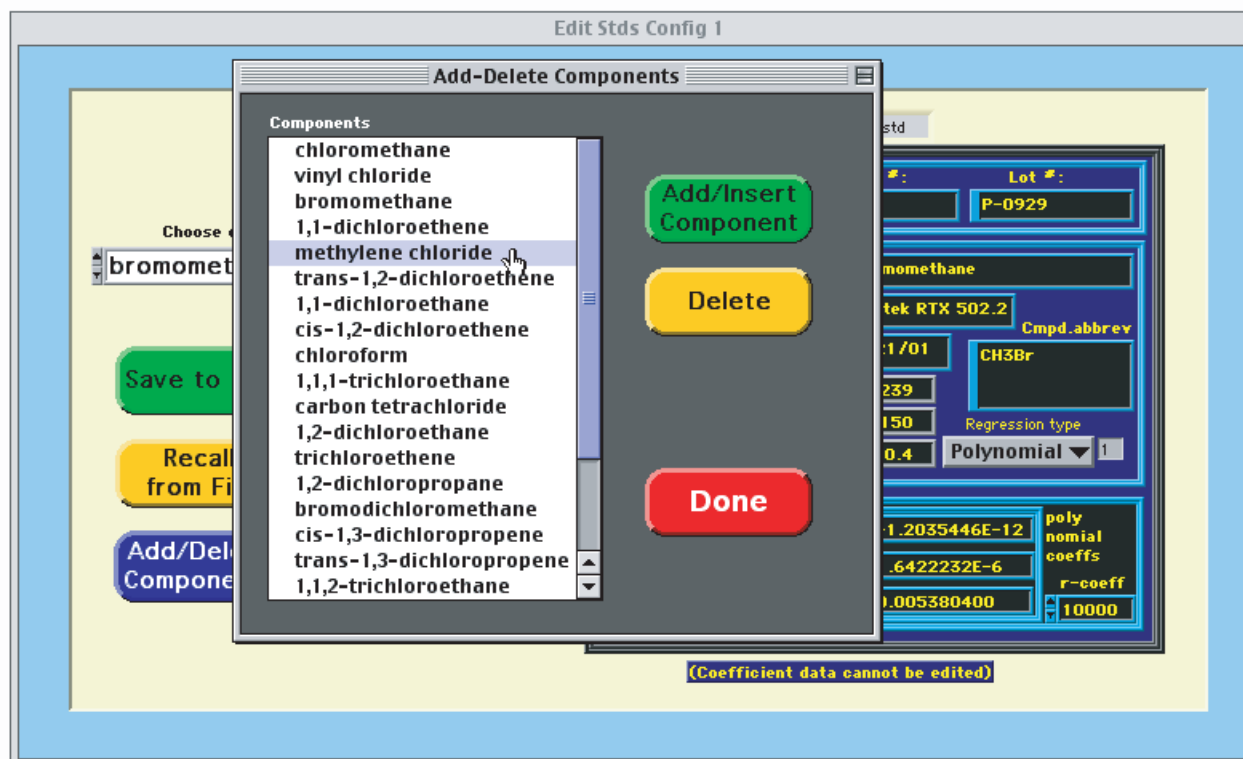 Edit Stds Config 1
Add-Delete Components
Components
chloromethane
vinyl chloride
bromomethane
1,1-dichloroethene
methylene chloride
trans-1,2-dichloroethene
1,1-dichloroethane
cis-1,2-dichloroethene
chloroform
1,1,1-trichloroethane
carbon tetrachloride
1,2-dichloroethane
trichloroethene
1,2-dichloropropane
bromodichloromethane
cis-1,3-dichloropropene
trans-1,3-dichloropropene
1,1,2-trichloroethane
Add/Insert
Component
Delete
Done
Choose
bromomet
Save to
Recall
from Fi
Add/Del
Compone
std
#:
Lot #:
P-0929
momethane
tek RTX 502.2
Cmpd.abbrev
1/01
CH3Br
239
150
Regression type
0.4
Polynomial
1
1.2035446E-12
poly
nomial
coeffs
.6422232E-6
r-coeff
.005380400
10000
(Coefficient data cannot be edited)